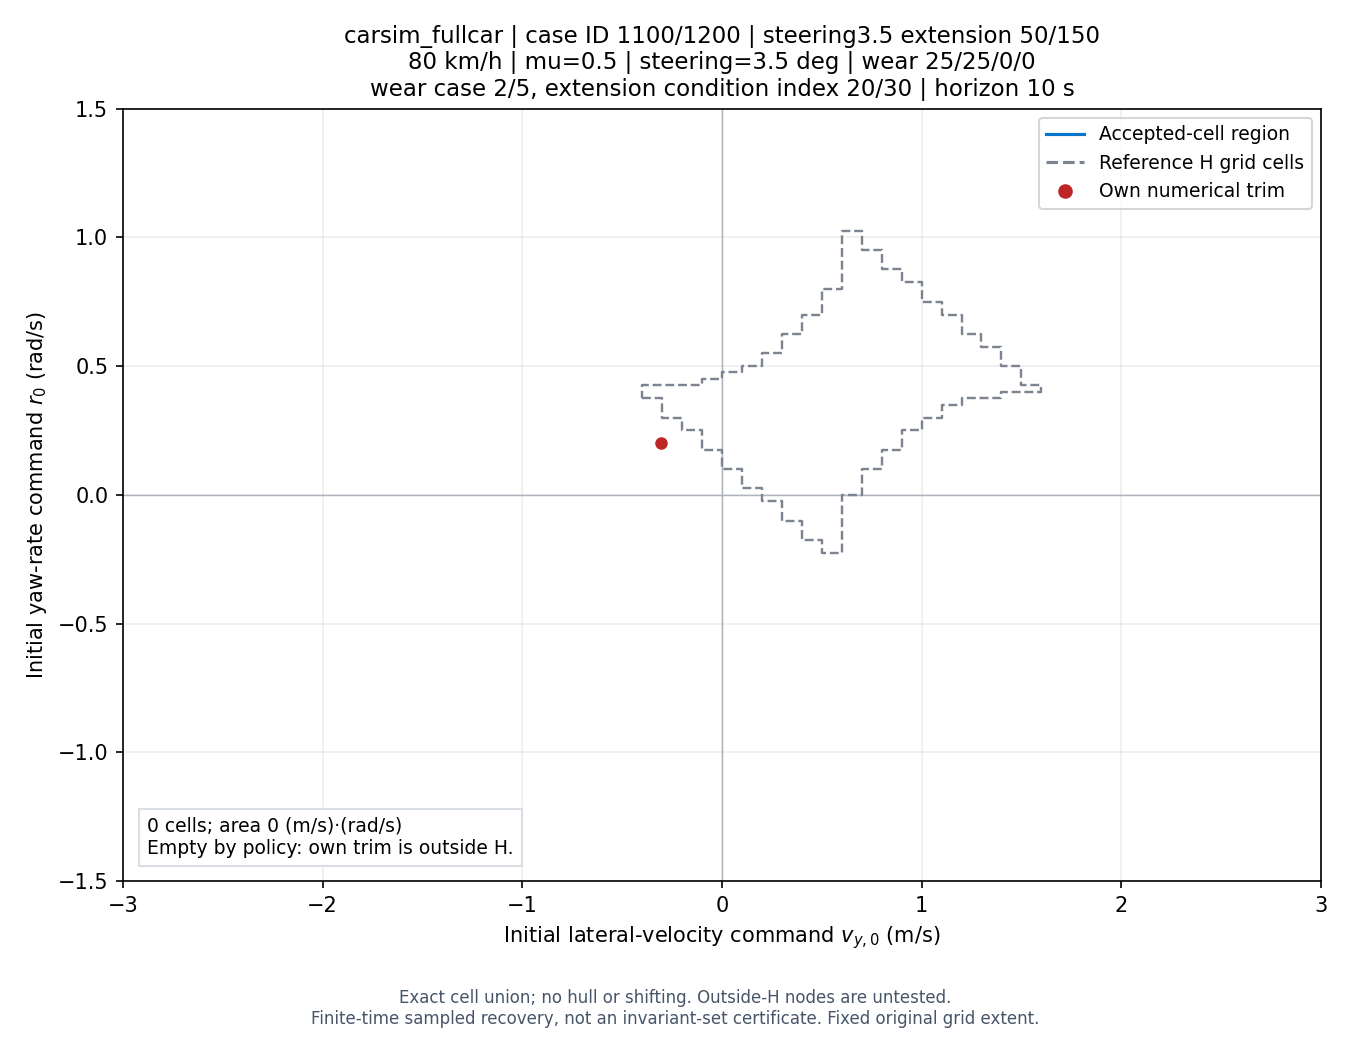 carsim_fullcar | case ID 1100/1200 | steering3.5 extension 50/150
80 km/h | mu=0.5 | steering=3.5 deg | wear 25/25/0/0
wear case 2/5, extension condition index 20/30 | horizon 10 s
1.5
1.0
0.5
0.0
−0.5
−1.0
−1.5
Initial yaw-rate command r₀ (rad/s)
Accepted-cell region
Reference H grid cells
Own numerical trim
0 cells; area 0 (m/s)·(rad/s)
Empty by policy: own trim is outside H.
−3
−2
−1
0
1
2
3
Initial lateral-velocity command v_{y,0} (m/s)
Exact cell union; no hull or shifting. Outside-H nodes are untested.
Finite-time sampled recovery, not an invariant-set certificate. Fixed original grid extent.